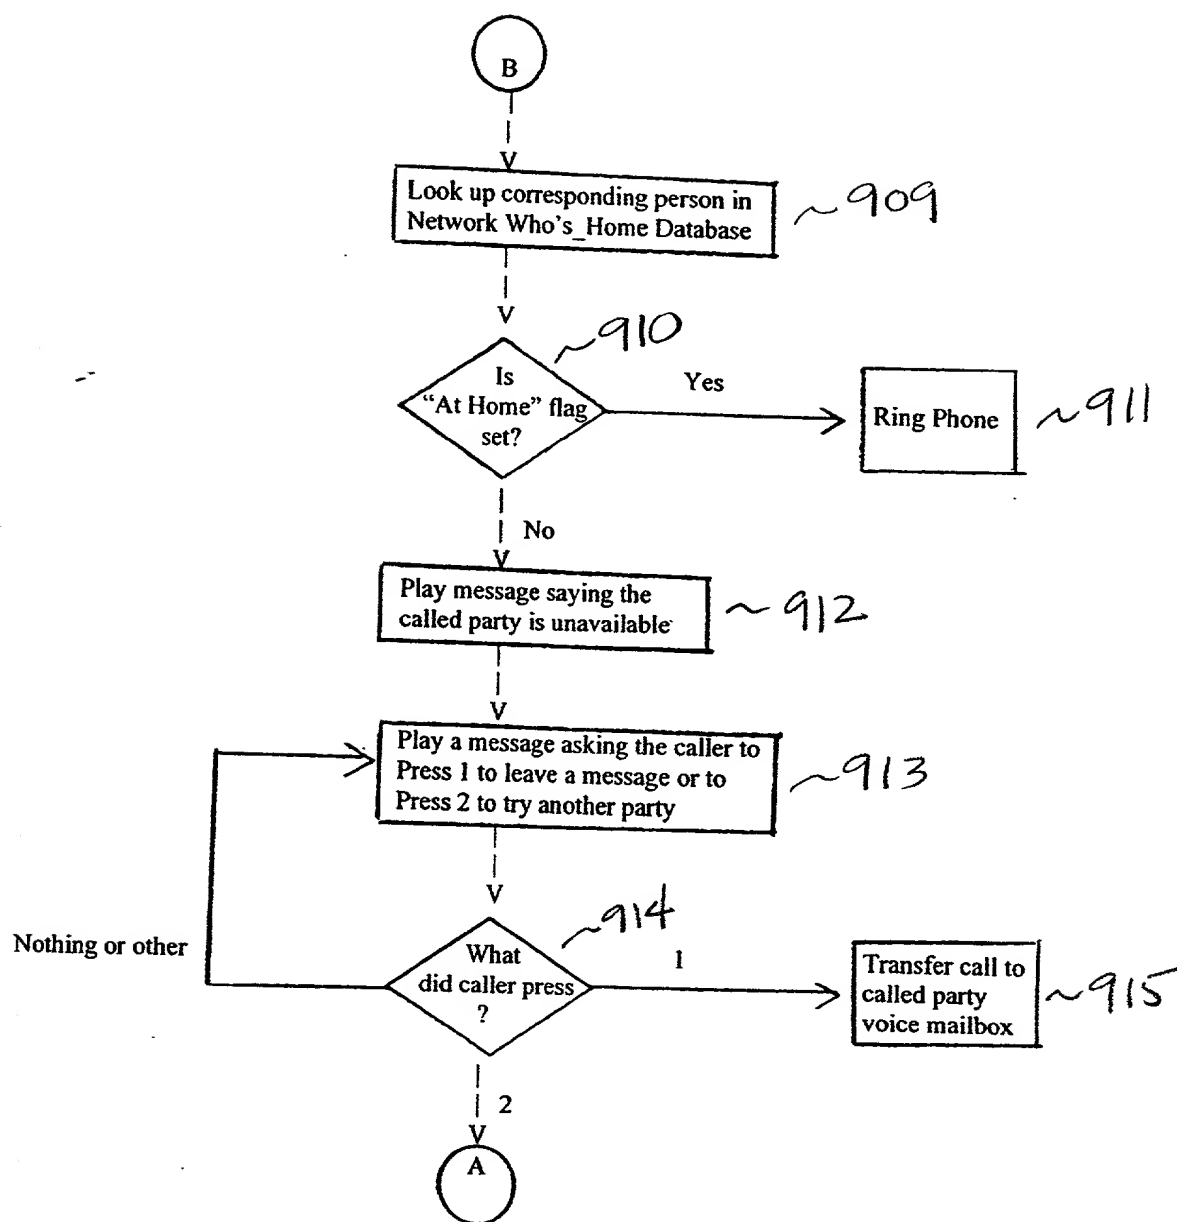 B
Look up corresponding person in
Network Who's_Home Database
~909
~910
Is
“At Home” flag
set?
Yes
Ring Phone
~911
No
Play message saying the
called party is unavailable
~912
Play a message asking the caller to
Press 1 to leave a message or to
Press 2 to try another party
~913
~914
Nothing or other
What
did caller press
?
1
Transfer call to
called party
voice mailbox
~915
2
A